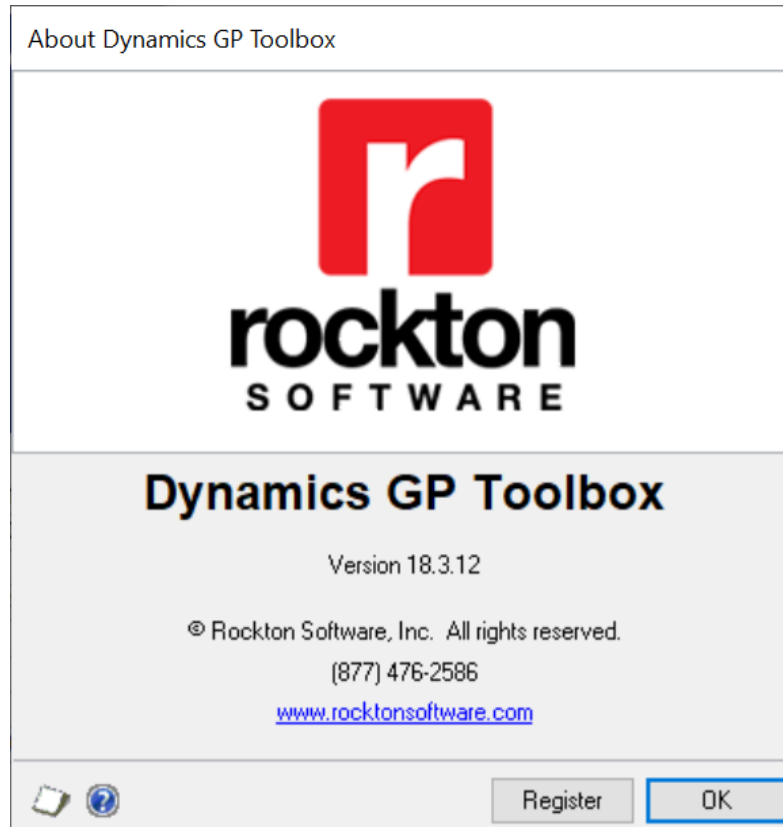 About Dynamics GP Toolbox
r
rockton
SOFTWARE
Dynamics GP Toolbox
Version 18.3.12
© Rockton Software, Inc. All rights reserved.
(877) 476-2586
www.rocktonsoftware.com
Register OK